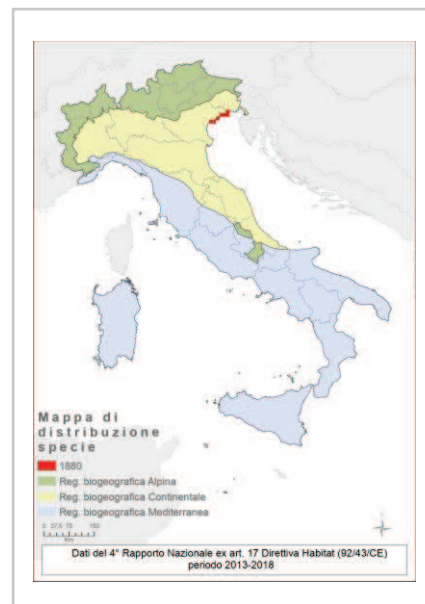 Mappa di
distribuzione
specie
1880
Reg. biogeografica Alpina
Reg. biogeografica Continentale
Reg. biogeografica Mediterranea
0 37,5 75 150
Km
Dati del 4° Rapporto Nazionale ex art. 17 Direttiva Habitat (92/43/CE)
periodo 2013-2018